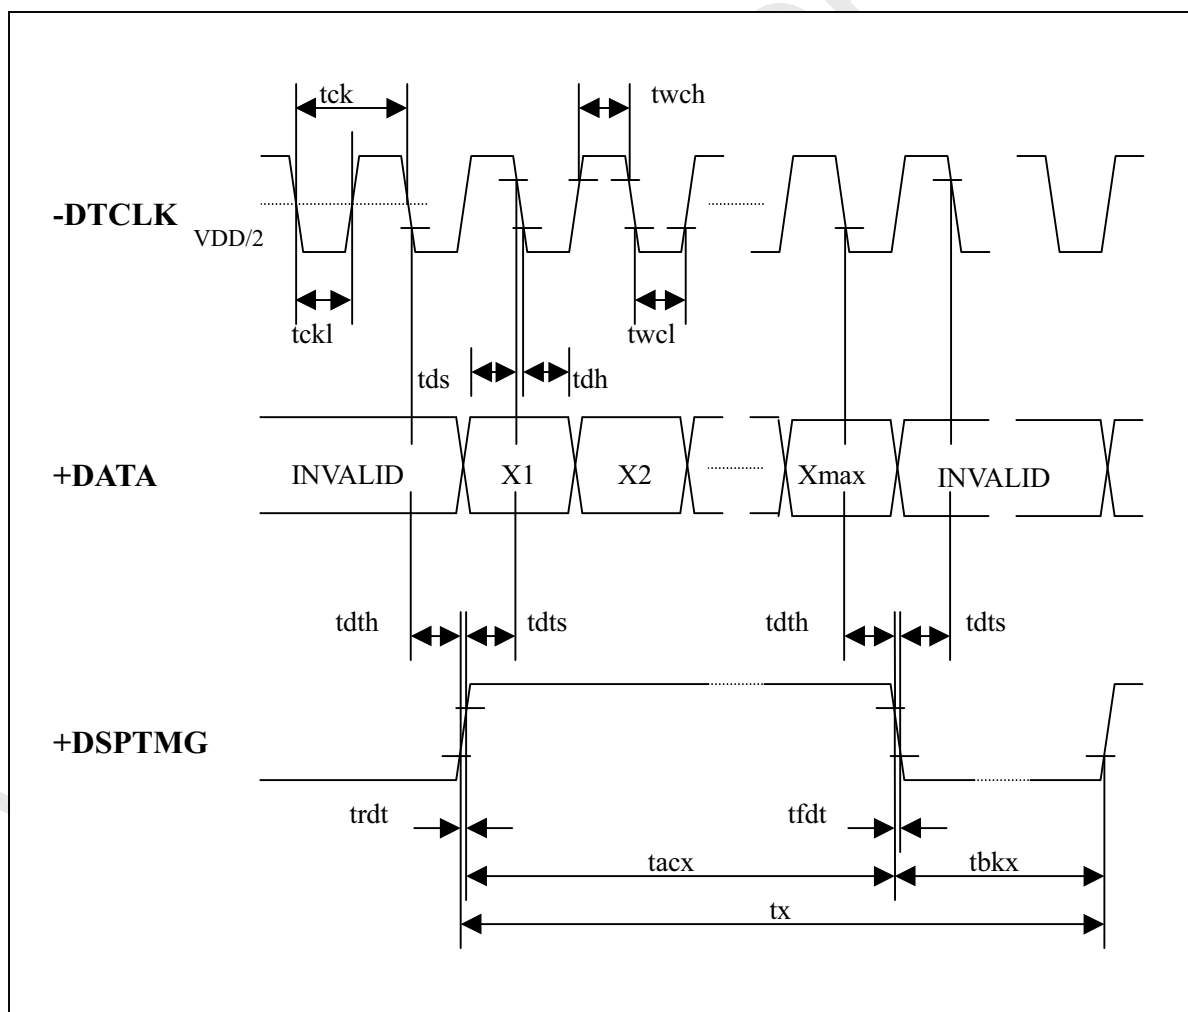 tck
twch
-DTCLK
VDD/2
tckl
twcl
tds
tdh
+DATA
INVALID
X1
X2
Xmax
INVALID
tdth
tdts
tdth
tdts
+DSPTMG
trdt
tfdt
tacx
tbkx
tx